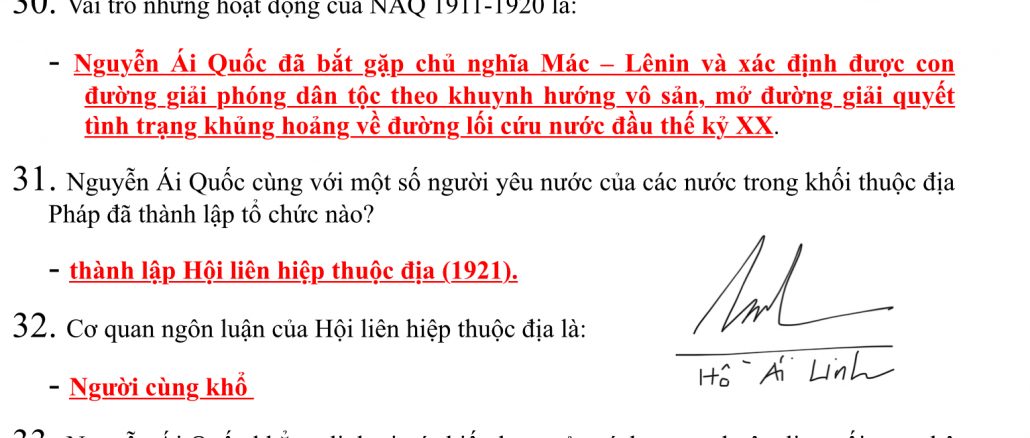 30. Vai trò những hoạt động của NAQ 1911-1920 là:
- Nguyễn Ái Quốc đã bắt gặp chủ nghĩa Mác – Lênin và xác định được con
đường giải phóng dân tộc theo khuynh hướng vô sản, mở đường giải quyết
tình trạng khủng hoảng về đường lối cứu nước đầu thế kỷ XX.
31. Nguyễn Ái Quốc cùng với một số người yêu nước của các nước trong khối thuộc địa
Pháp đã thành lập tổ chức nào?
- thành lập Hội liên hiệp thuộc địa (1921).
32. Cơ quan ngôn luận của Hội liên hiệp thuộc địa là:
- Người cùng khổ
Hồ Ái Linh